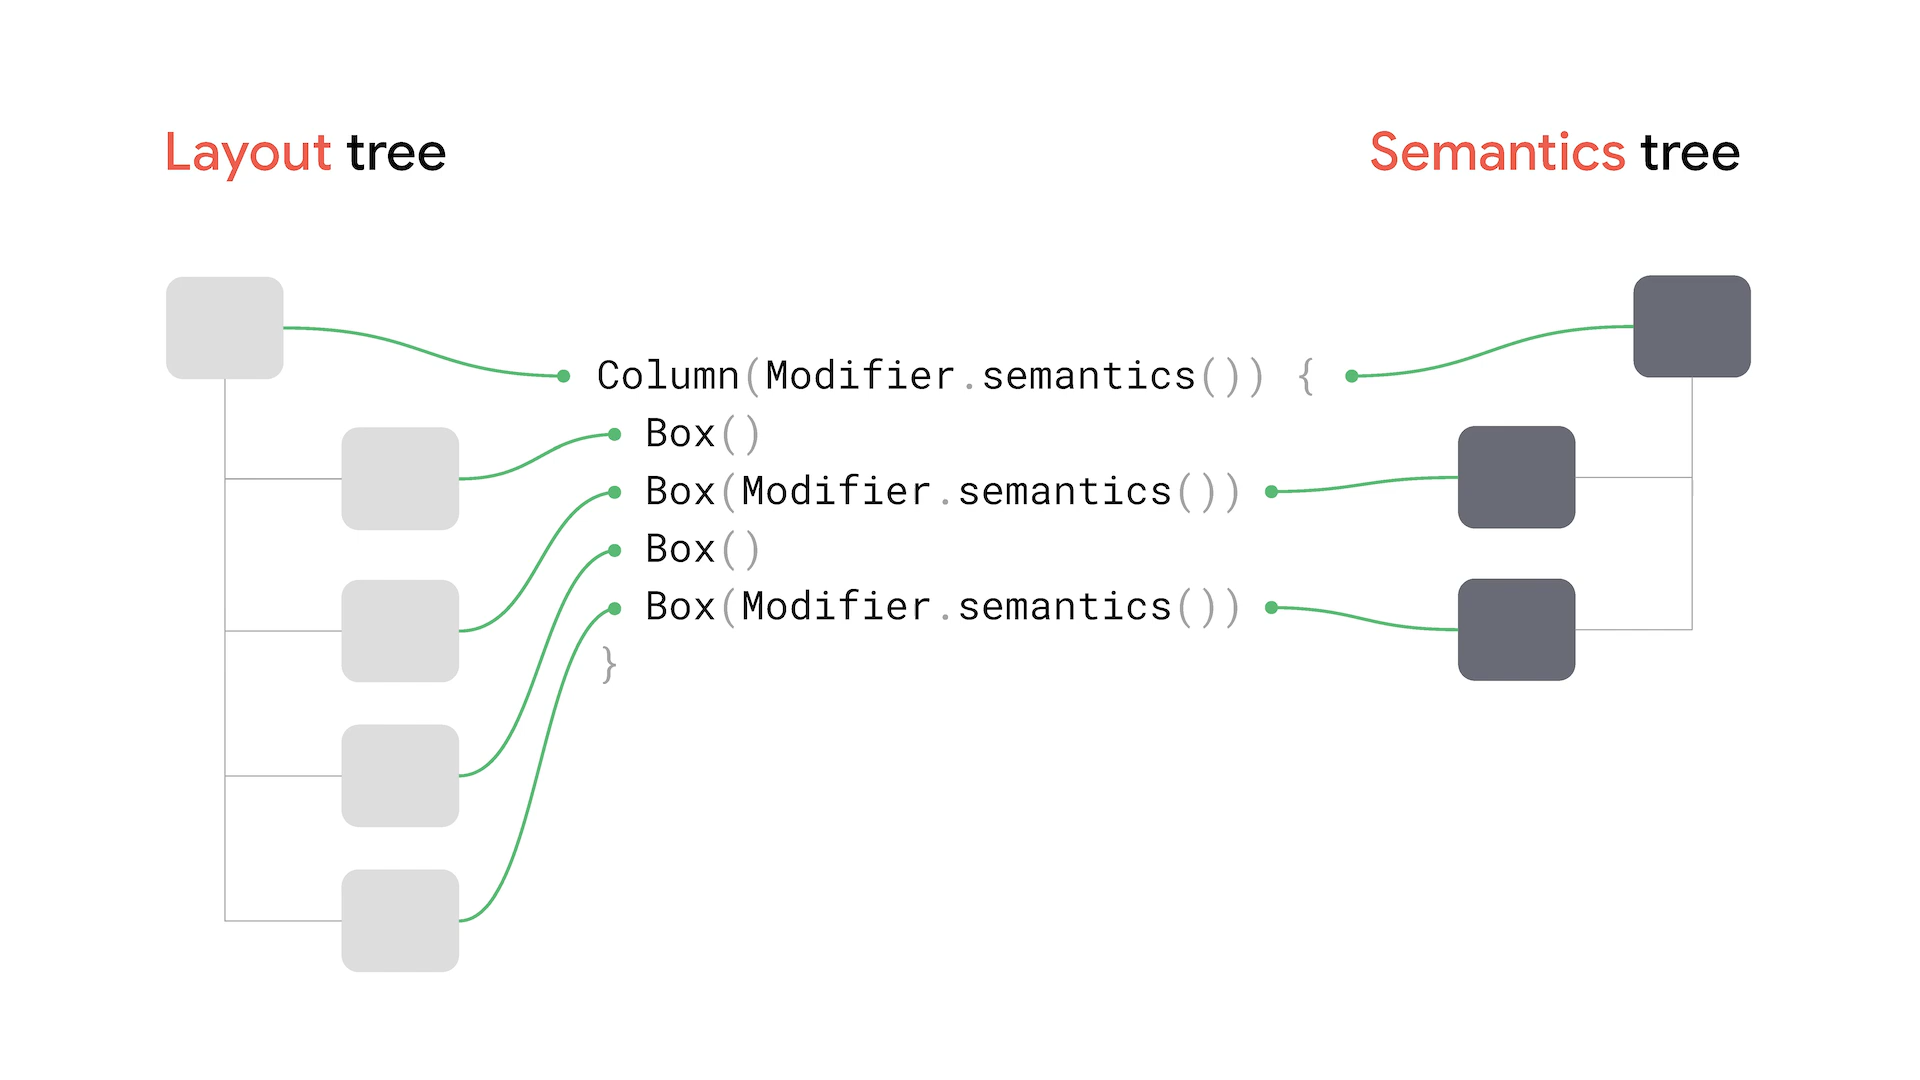 Layout tree
Semantics tree
Column(Modifier.semantics()) {
Box()
Box(Modifier.semantics())
Box()
Box(Modifier.semantics())
}